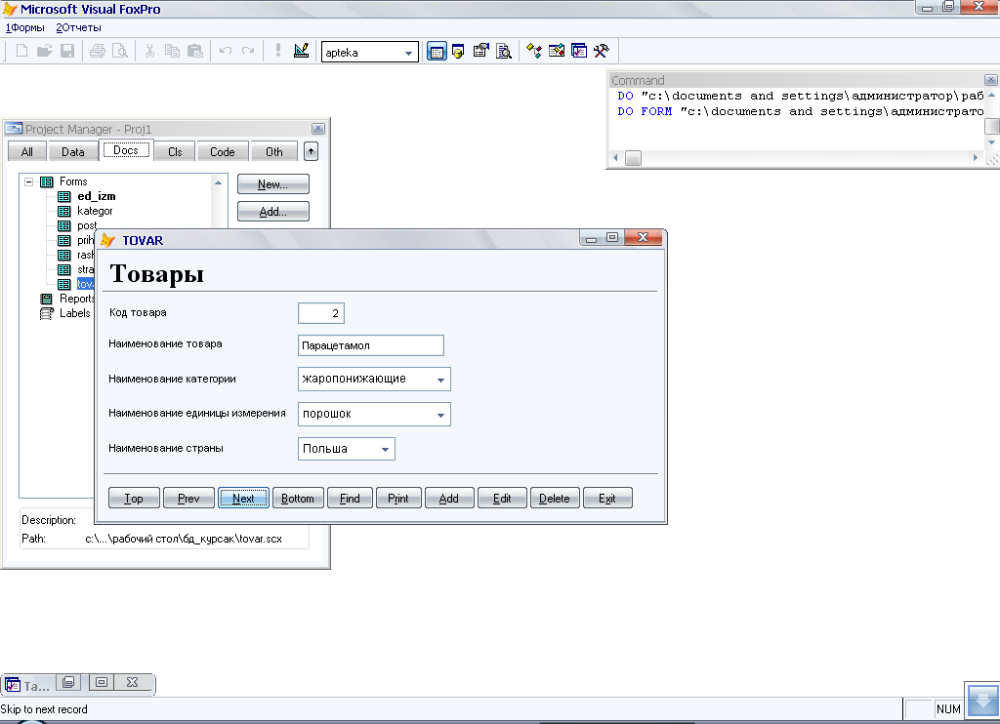 Microsoft Visual FoxPro
1Формы 2Отчеты
apteka
Command
DO "c:\documents and settings\администратор\раб
DO FORM "c:\documents and settings\администрато
Project Manager - Proj1
All Data Docs Cls Code Oth
Forms
ed_izm
kategor
post
prih
rash
stra
tova
Reports
Labels
New...
Add...
TOVAR
Товары
Код товара 2
Наименование товара Парацетамол
Наименование категории жаропонижающие
Наименование единицы измерения порошок
Наименование страны Польша
Top Prev Next Bottom Find Print Add Edit Delete Exit
Description:
Path: c:\...\рабочий стол\бд_курсак\tovar.scx
Ta...
Skip to next record
NUM